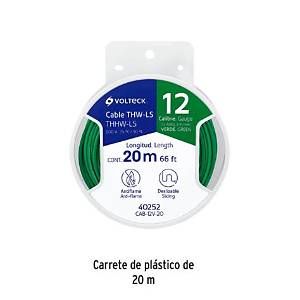 VOLTECK
Cable THW-LS
THHW-LS
12
Calibre Gauge
VERDE GREEN
Longitud Length
CONT. 20 m 66 ft
Antiflama
Anti-flame
Deslizable
Sliding
40252
CAB-12V-20
Carrete de plástico de
20 m